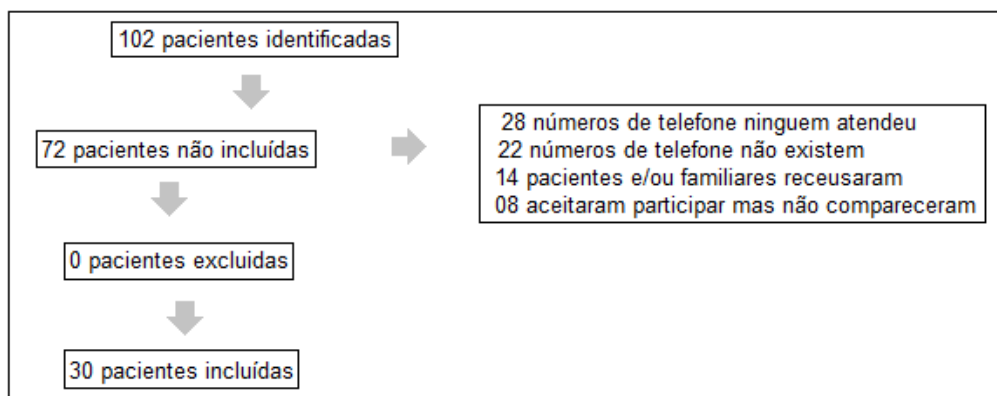 102 pacientes identificadas
72 pacientes não incluídas
28 números de telefone ninguem atendeu
22 números de telefone não existem
14 pacientes e/ou familiares receusaram
08 aceitaram participar mas não compareceram
0 pacientes excluidas
30 pacientes incluídas